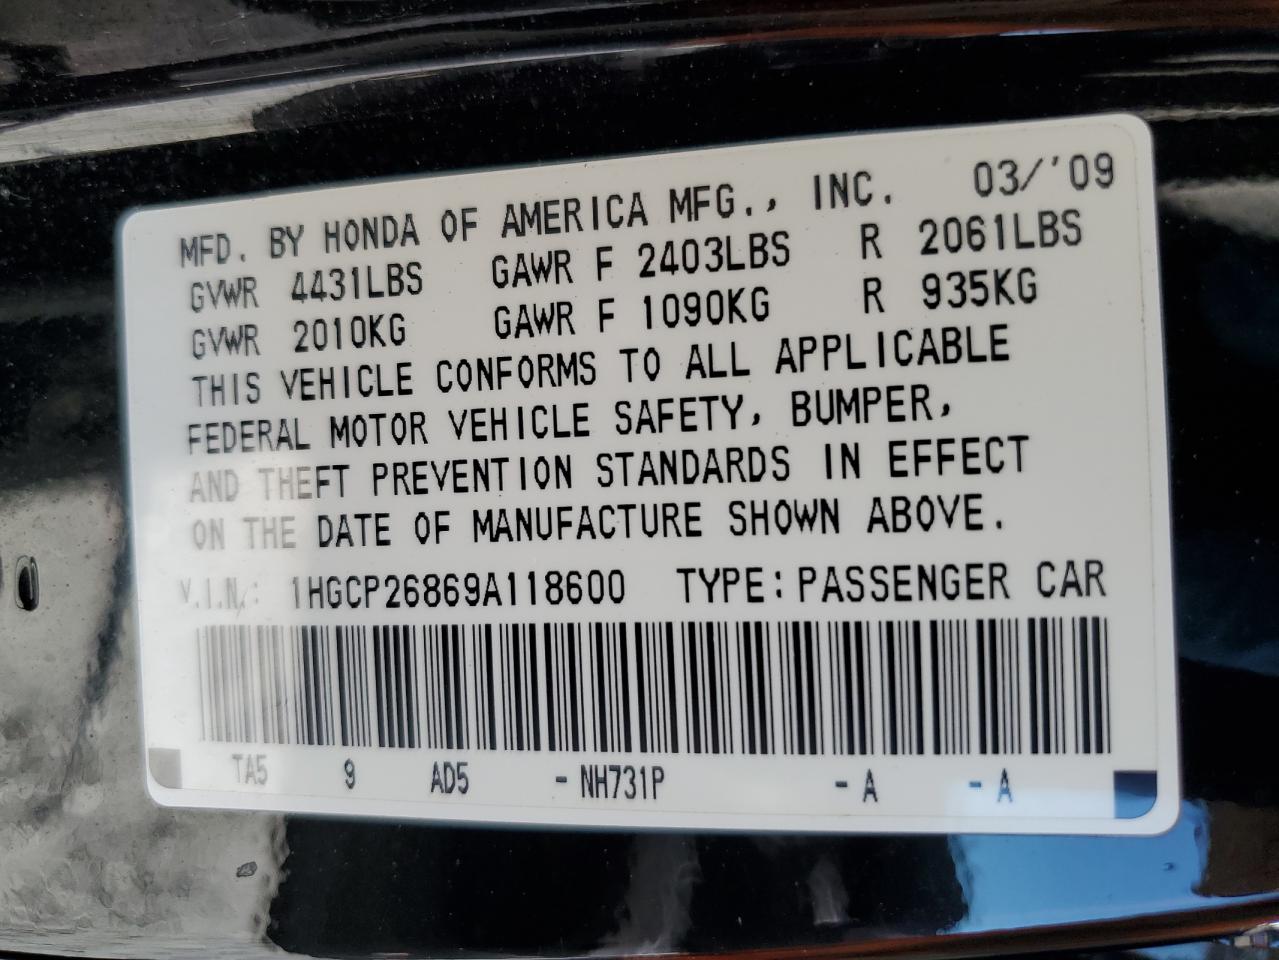 MFD. BY HONDA OF AMERICA MFG., INC. 03/'09
GVWR 4431LBS GAWR F 2403LBS R 2061LBS
GVWR 2010KG GAWR F 1090KG R 935KG
THIS VEHICLE CONFORMS TO ALL APPLICABLE
FEDERAL MOTOR VEHICLE SAFETY, BUMPER,
AND THEFT PREVENTION STANDARDS IN EFFECT
ON THE DATE OF MANUFACTURE SHOWN ABOVE.
V.I.N.: 1HGCP26869A118600 TYPE: PASSENGER CAR
TA5 9 AD5 - NH731P - A - A